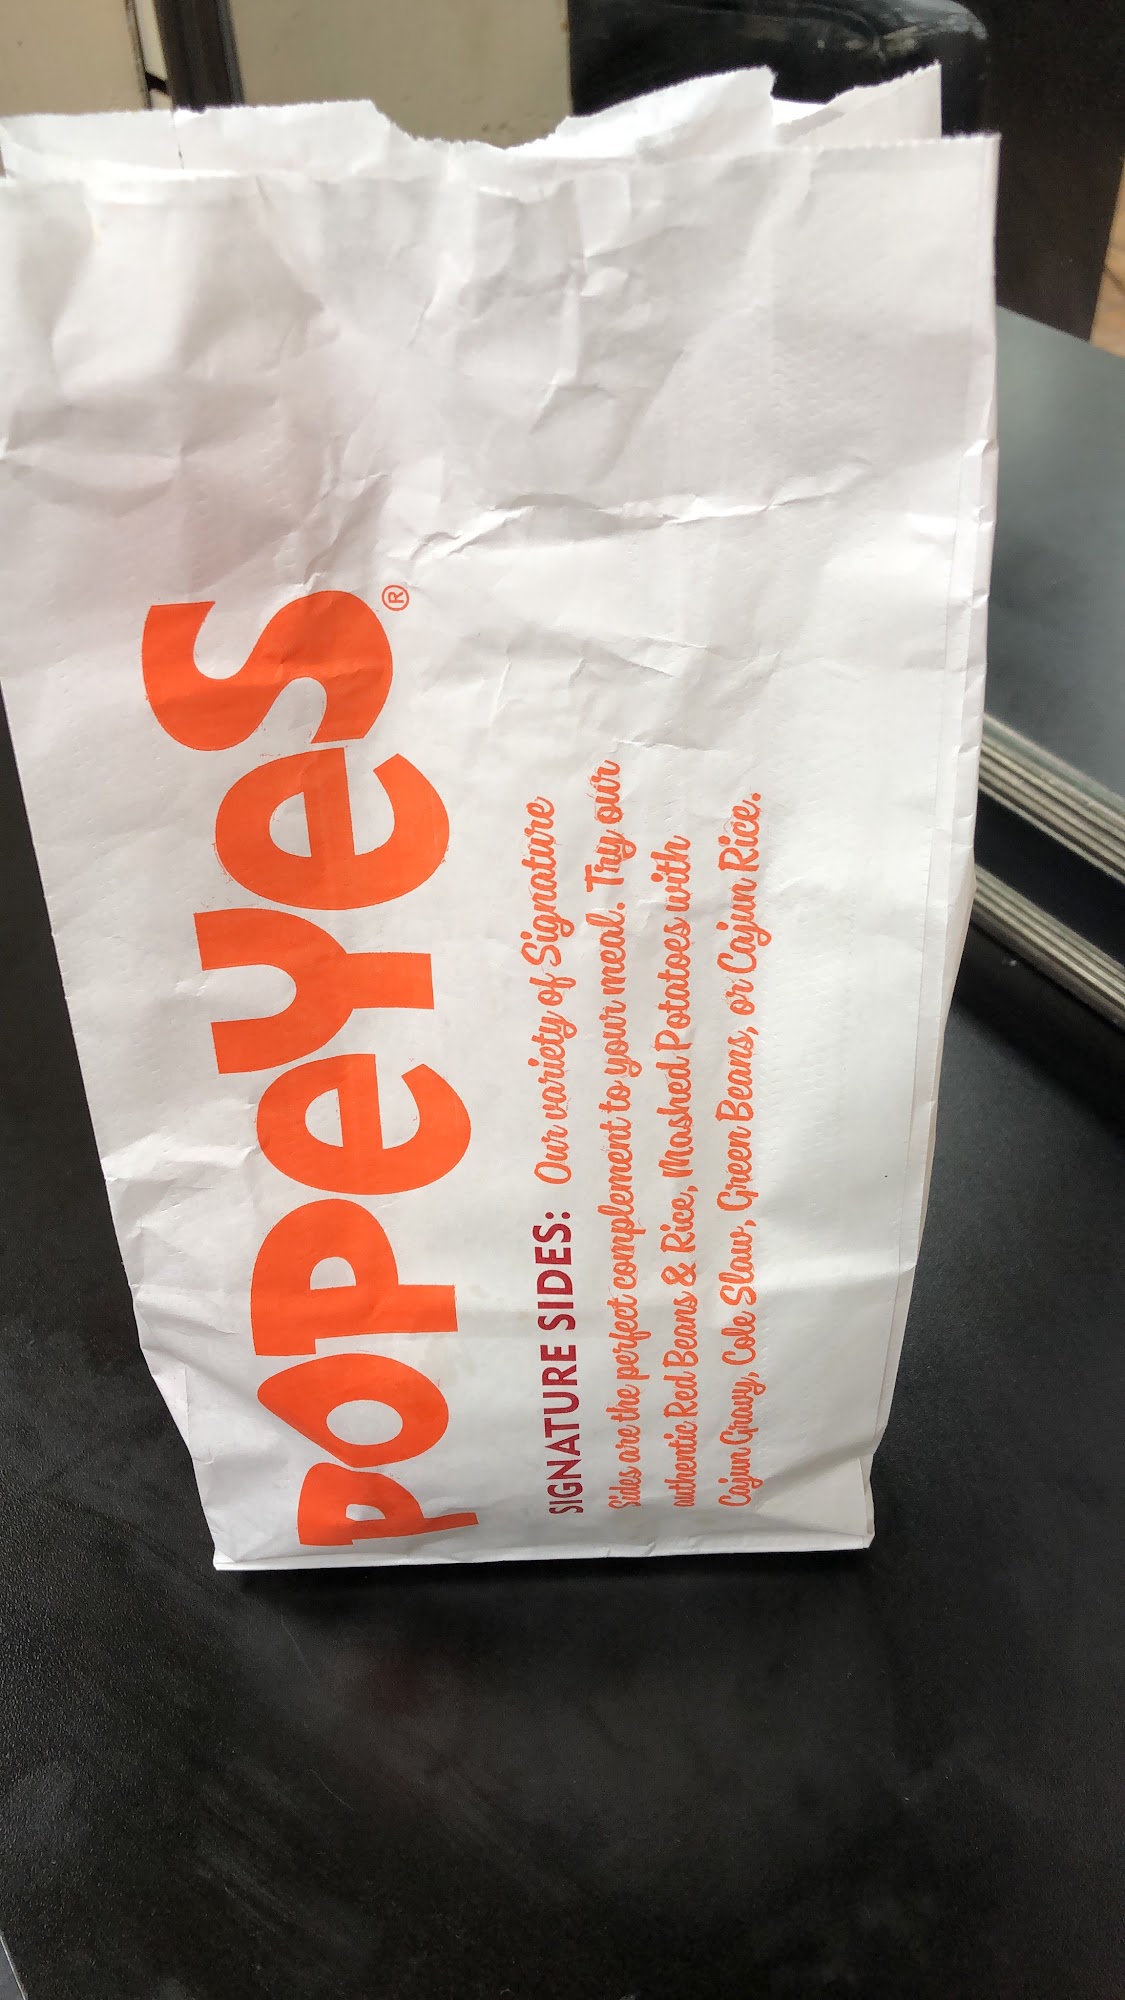 POPEYES®
SIGNATURE SIDES: Our variety of Signature
Sides are the perfect complement to your meal. Try our
authentic Red Beans & Rice, Mashed Potatoes with
Cajun Gravy, Cole Slaw, Green Beans, or Cajun Rice.